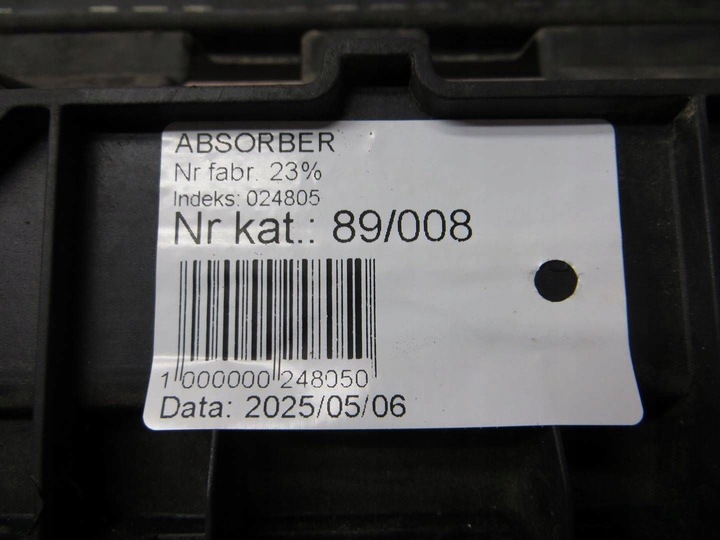 ABSORBER
Nr fabr. 23%
Indeks: 024805
Nr kat.: 89/008
1 000000 248050
Data: 2025/05/06